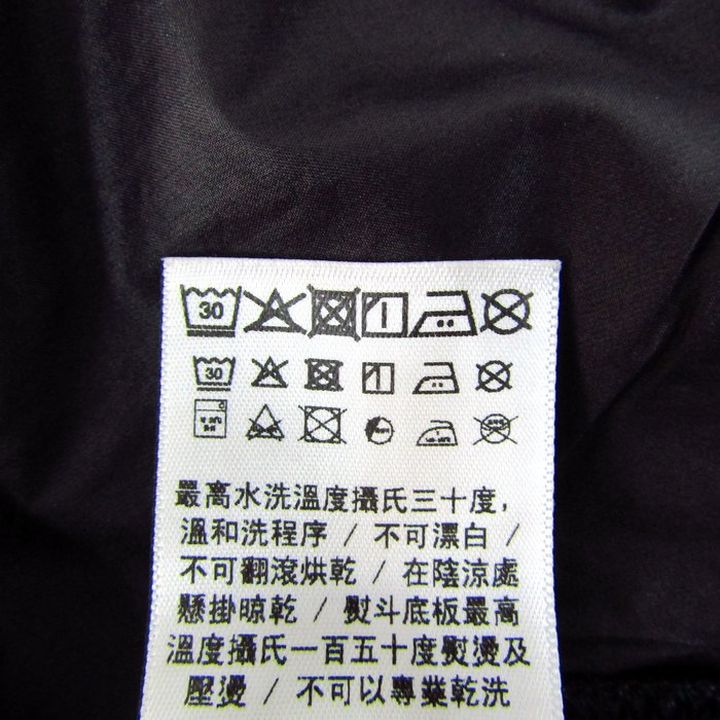 30
30
最高水洗溫度攝氏三十度,
溫和洗程序 / 不可漂白 /
不可翻滾烘乾 / 在陰涼處
懸掛晾乾 / 熨斗底板最高
溫度攝氏一百五十度熨燙及
壓燙 / 不可以專業乾洗